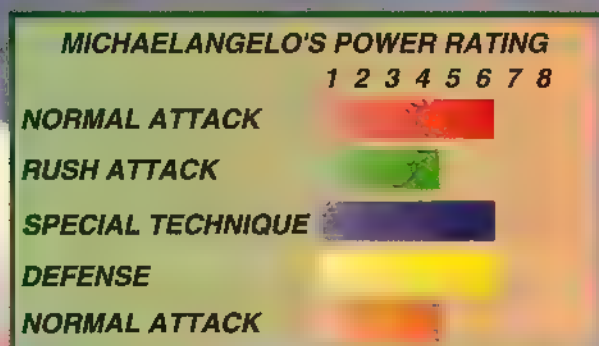 MICHAELANGELO'S POWER RATING
1 2 3 4 5 6 7 8
NORMAL ATTACK
RUSH ATTACK
SPECIAL TECHNIQUE
DEFENSE
NORMAL ATTACK